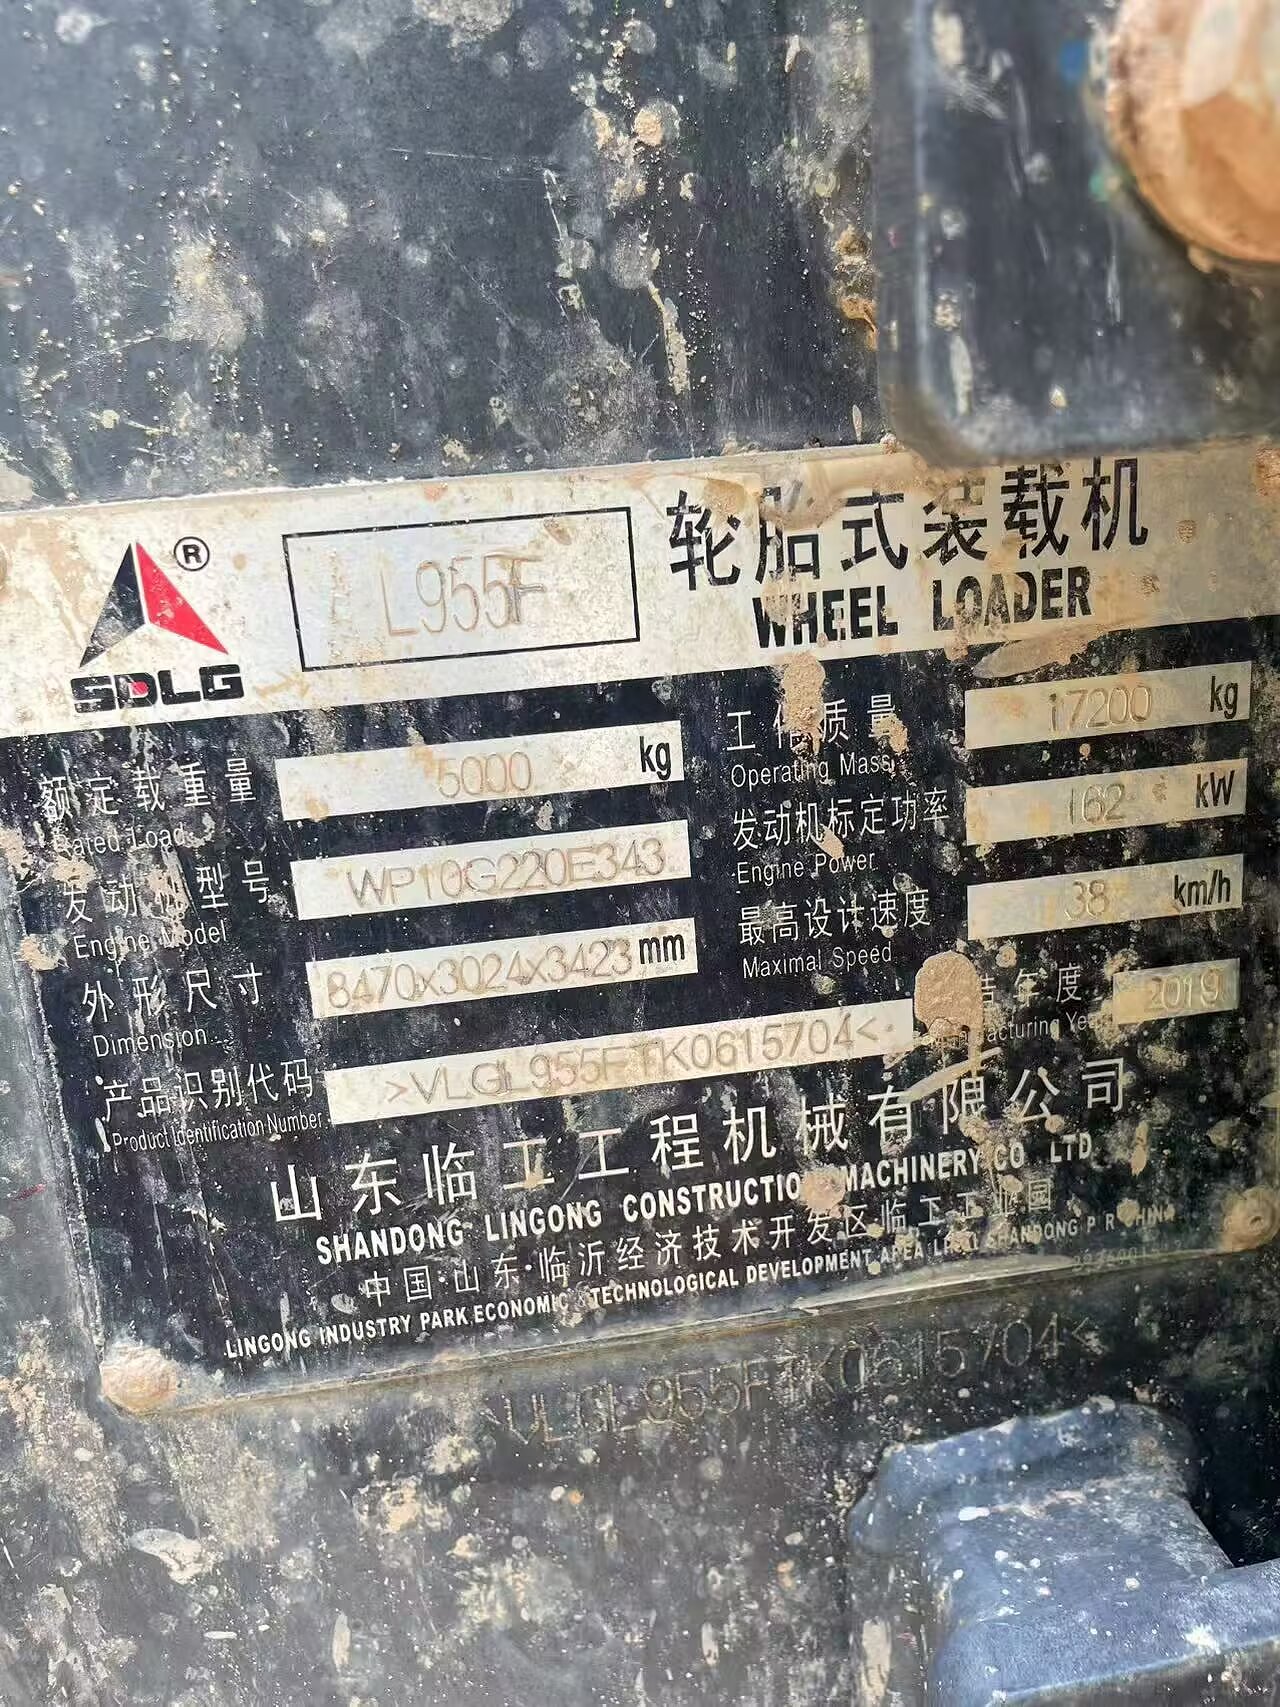 ®
SDLG
L955F
轮胎式装载机
WHEEL LOADER
额定载重量 5000 kg
Rated Load
工作质量 17200 kg
Operating Mass
发动机型号 WP10G220E343
Engine Model
发动机标定功率 162 kW
Engine Power
外形尺寸 8470x3024x3423 mm
Dimension
最高设计速度 38 km/h
Maximal Speed
产品识别代码 >VLGL955FTK0615704<
Product Identification Number
造年度 2019
Year
山东临工工程机械有限公司
SHANDONG LINGONG CONSTRUCTION MACHINERY CO LTD
中国·山东·临沂经济技术开发区临工工业园
LINGONG INDUSTRY PARK ECONOMIC TECHNOLOGICAL DEVELOPMENT AREA SHANDONG P R CHINA
>VLGL955FTK0615704<